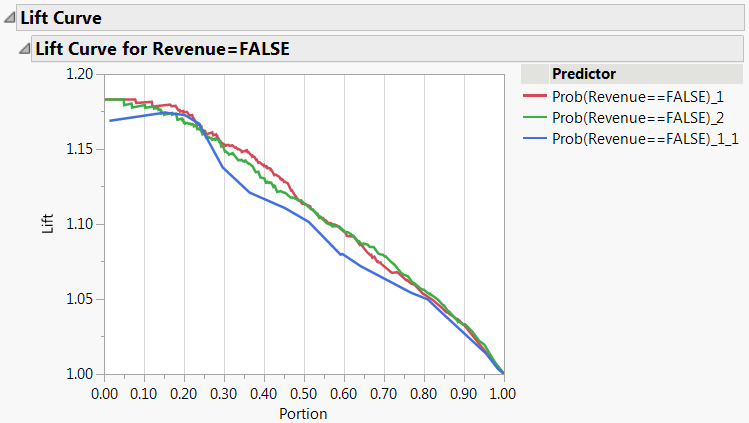 Lift Curve
Lift Curve for Revenue=FALSE
1.20
1.15
1.10
1.05
1.00
Lift
0.00 0.10 0.20 0.30 0.40 0.50 0.60 0.70 0.80 0.90 1.00
Portion
Predictor
Prob(Revenue==FALSE)_1
Prob(Revenue==FALSE)_2
Prob(Revenue==FALSE)_1_1